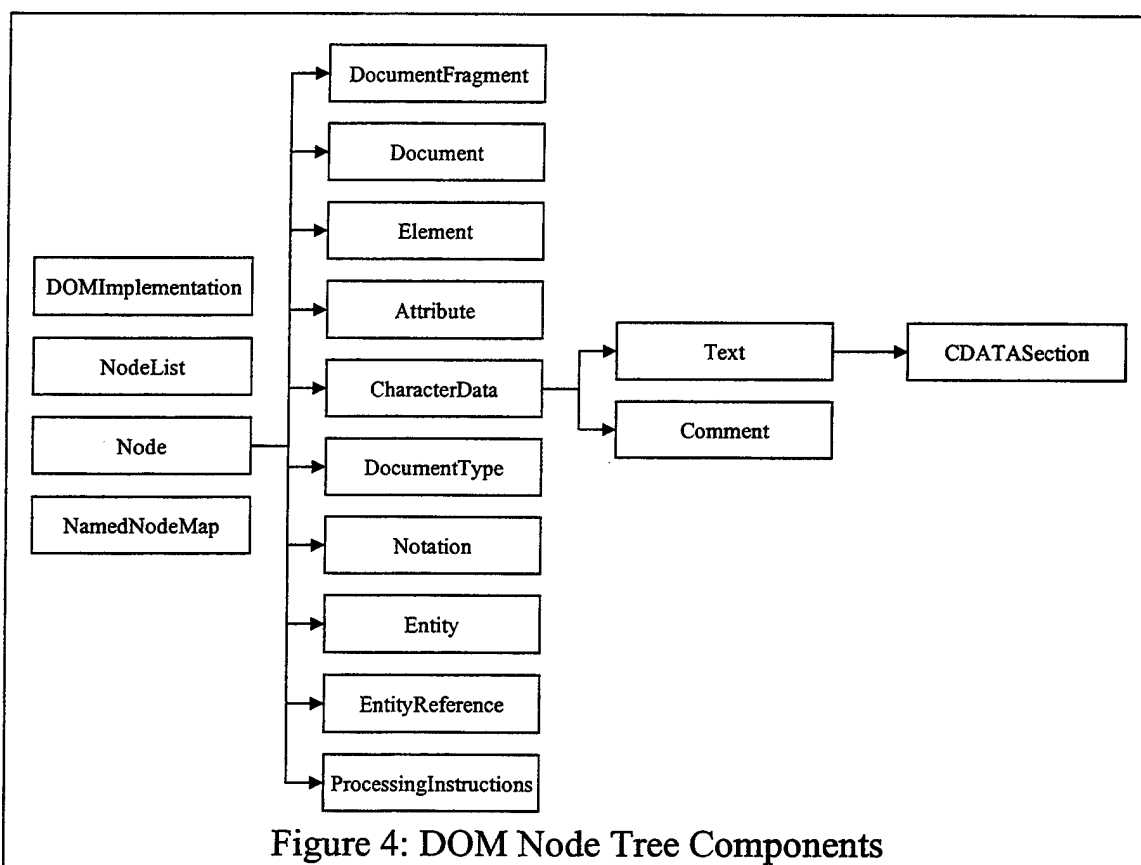 DocumentFragment
Document
Element
DOMImplementation
Attribute
NodeList
CharacterData
Text
CDATASection
Node
Comment
DocumentType
NamedNodeMap
Notation
Entity
EntityReference
ProcessingInstructions
Figure 4: DOM Node Tree Components